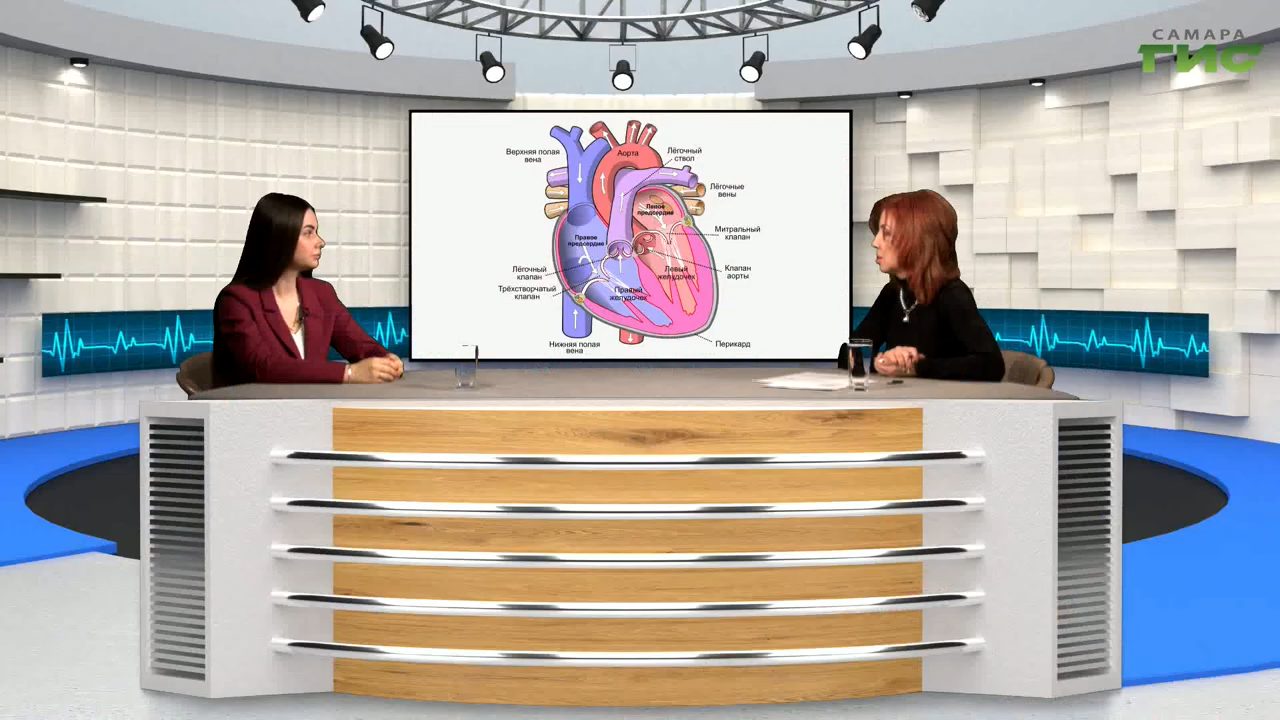 САМАРА
ТИС
Верхняя полая
вена
Аорта
Лёгочный
ствол
Лёгочные
вены
Левое
предсердие
Митральный
клапан
Правое
предсердие
Лёгочный
клапан
Левый
желудочек
Клапан
аорты
Трёхстворчатый
клапан
Правый
желудочек
Нижняя полая
вена
Перикард